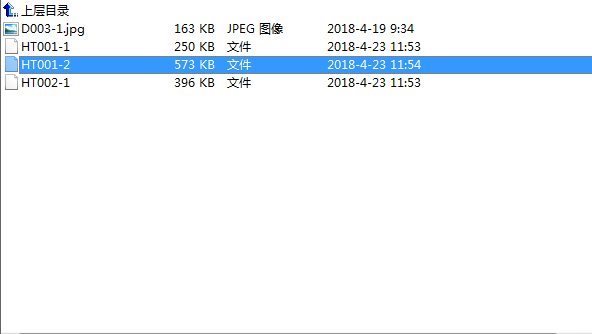 上层目录
D003-1.jpg 163 KB JPEG 图像 2018-4-19 9:34
HT001-1 250 KB 文件 2018-4-23 11:53
HT001-2 573 KB 文件 2018-4-23 11:54
HT002-1 396 KB 文件 2018-4-23 11:53